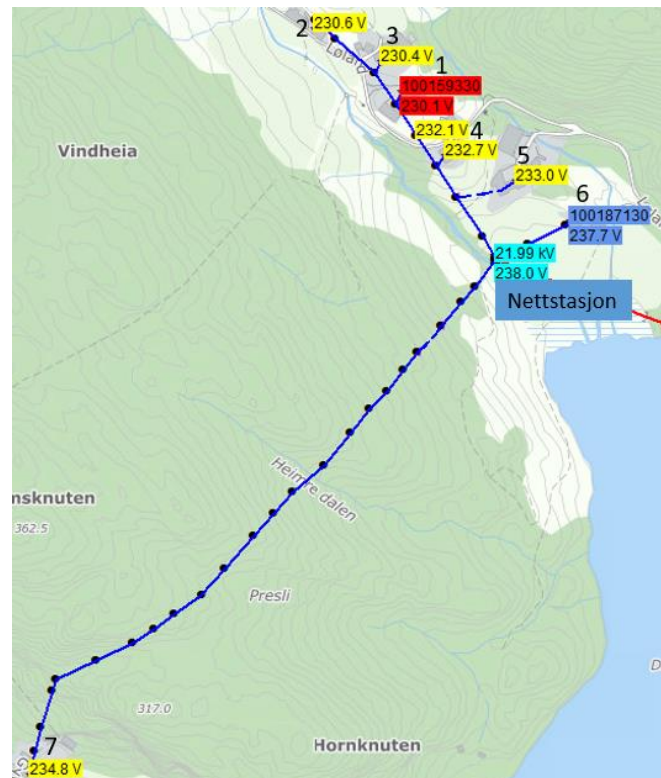 2
230.6 V
3
230.4 V
1
100159330
230.1 V
232.1 V
4
232.7 V
5
233.0 V
6
100187130
237.7 V
21.99 kV
238.0 V
Nettstasjon
Vindheia
362.5
Heimre dalen
Presli
317.0
Hornknuten
7
234.8 V